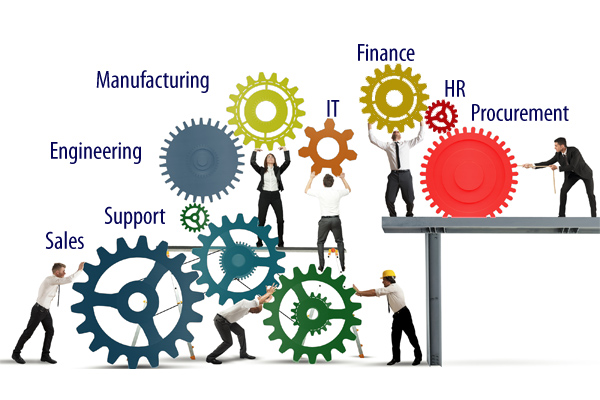 Finance
Manufacturing
HR
IT
Procurement
Engineering
Support
Sales